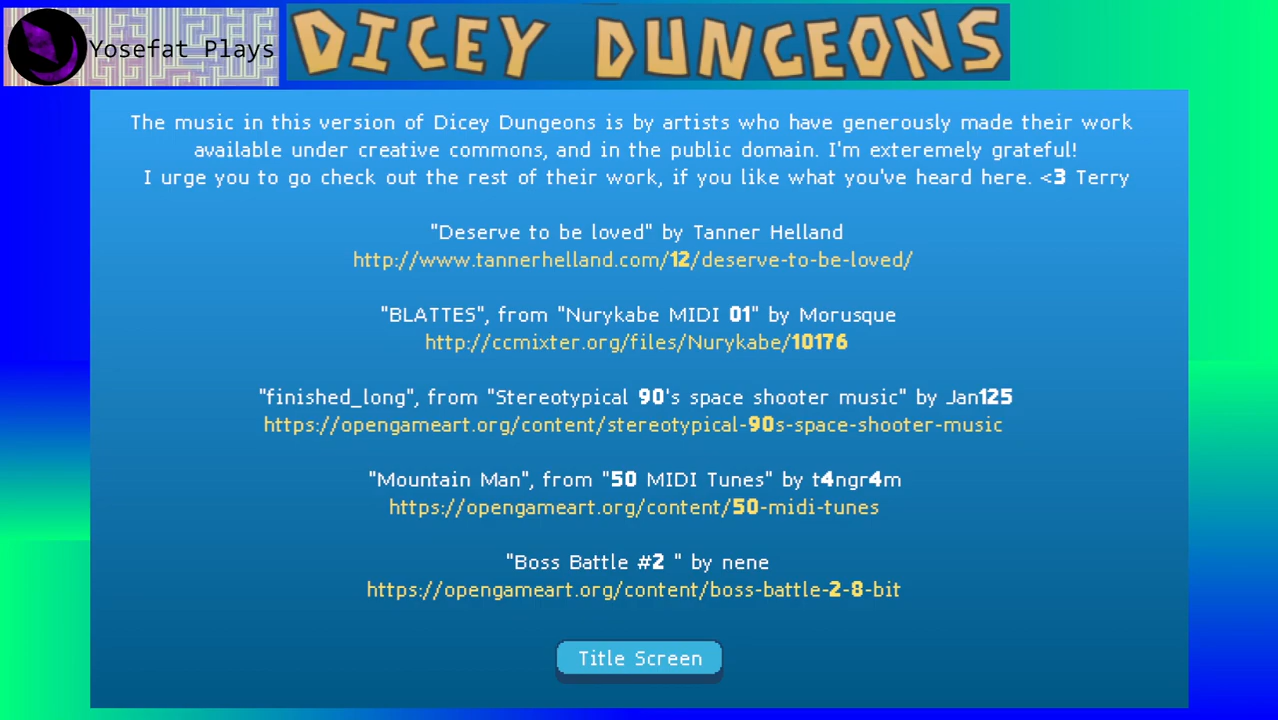 Yosefat Plays
DICEY DUNGEONS
The music in this version of Dicey Dungeons is by artists who have generously made their work
available under creative commons, and in the public domain. I'm exteremely grateful!
I urge you to go check out the rest of their work, if you like what you've heard here. <3 Terry
"Deserve to be loved" by Tanner Helland
http://www.tannerhelland.com/12/deserve-to-be-loved/
"BLATTES", from "Nurykabe MIDI 01" by Morusque
http://ccmixter.org/files/Nurykabe/10176
"finished_long", from "Stereotypical 90's space shooter music" by Jan125
https://opengameart.org/content/stereotypical-90s-space-shooter-music
"Mountain Man", from "50 MIDI Tunes" by t4ngr4m
https://opengameart.org/content/50-midi-tunes
"Boss Battle #2 " by nene
https://opengameart.org/content/boss-battle-2-8-bit
Title Screen